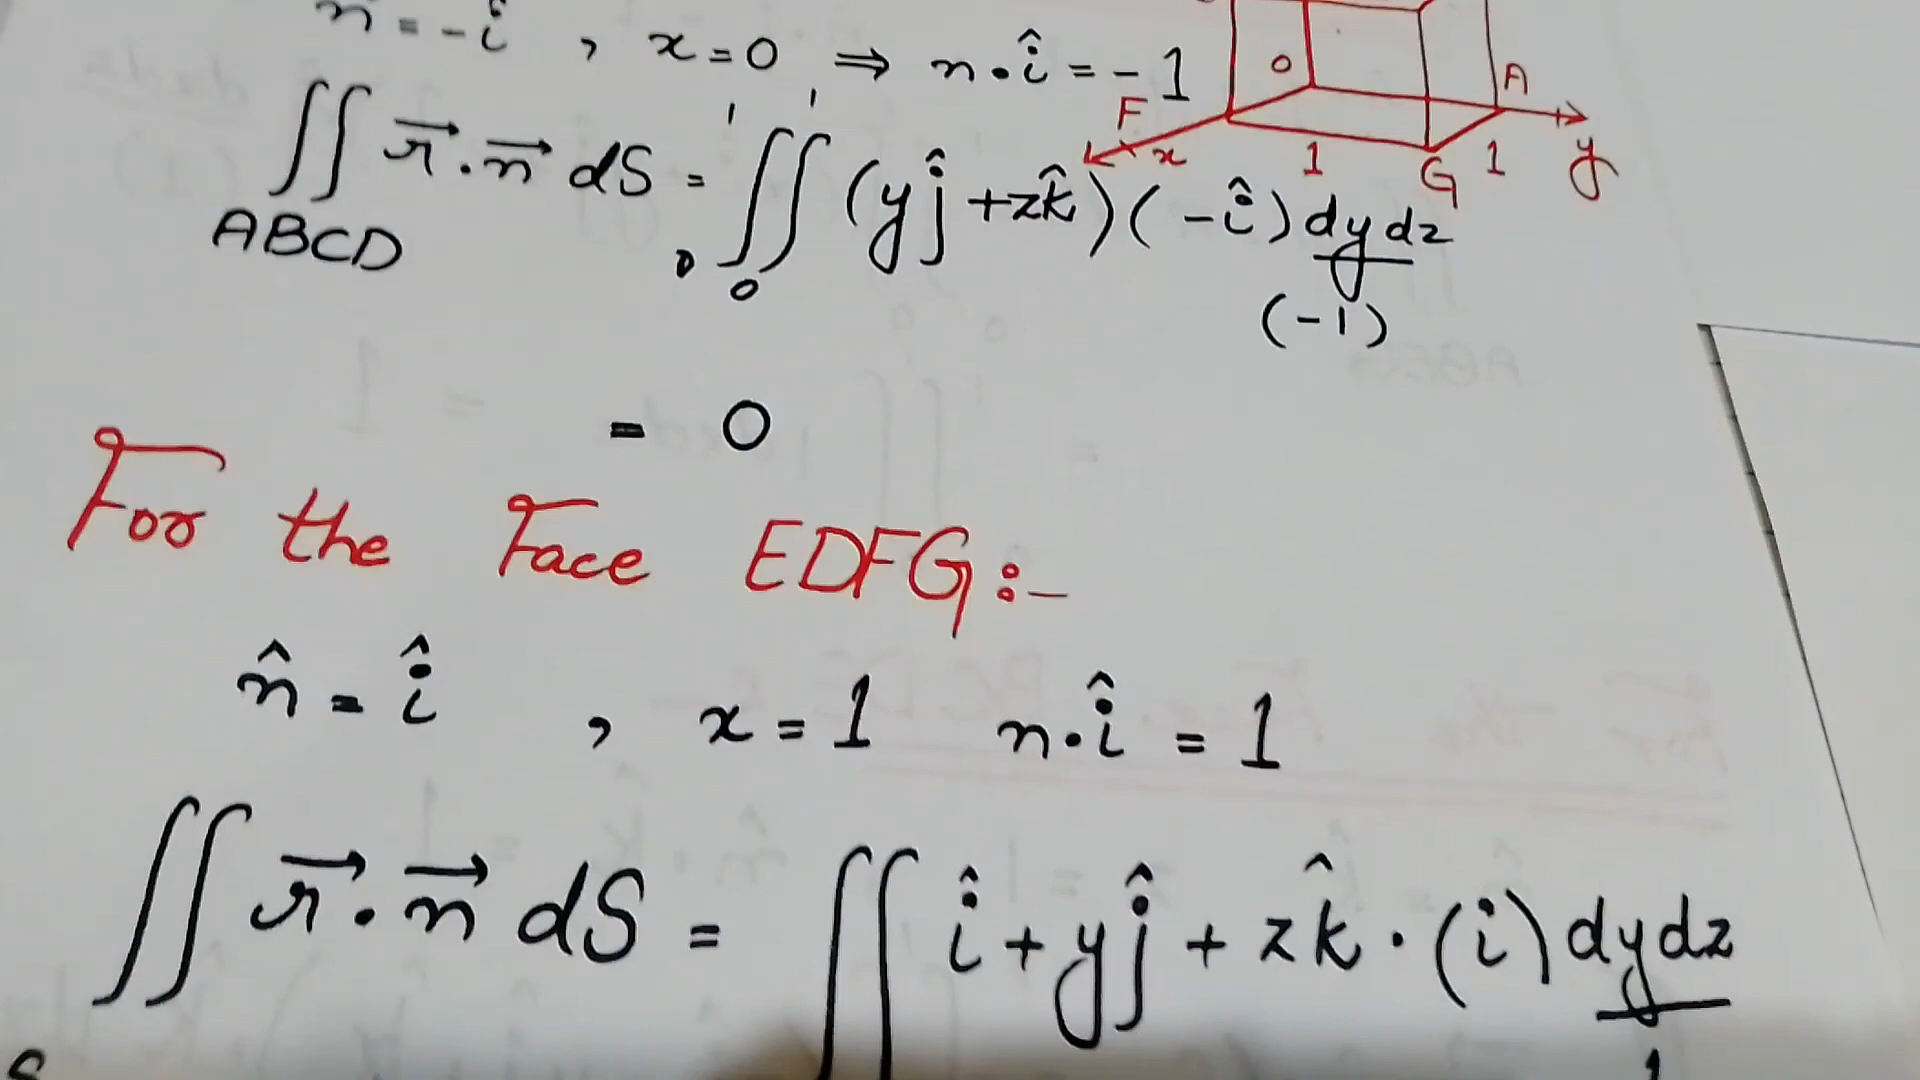 n = -î , x = 0 ⇒ n·î = -1
∬ r⃗·n⃗ dS = ∫₀¹∫₀¹ (yĵ + zk̂)(-î) dydz
ABCD
(-1)
= 0
O
A
F
x
1
G
1
y
For the Face EDFG:-
n̂ = î , x = 1 n·î = 1
∬ r⃗·n⃗ dS = ∬ î + yĵ + zk̂·(i) dydz
1